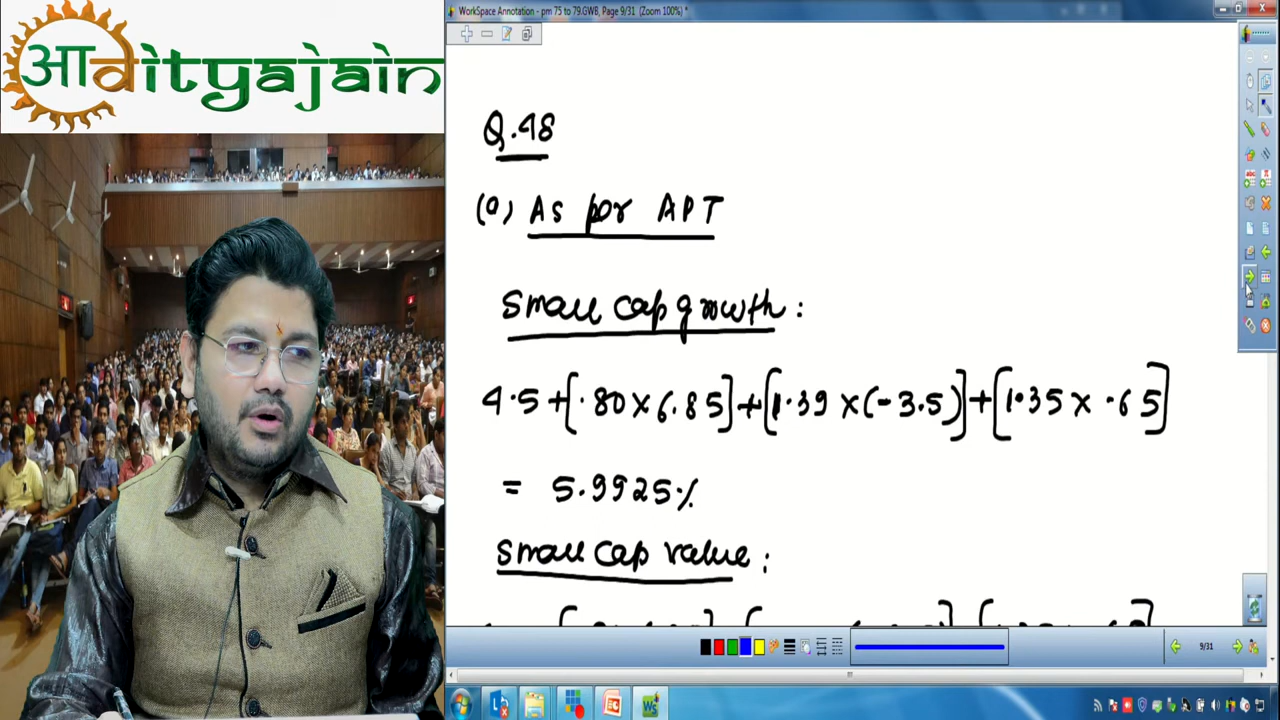 आdityajain
WorkSpace Annotation - pm 75 to 79.GWB, Page 9/31 (Zoom 100%) *
Q.48
(a) As per APT
Small cap growth :
4.5 + [.80 x 6.85] + [1.39 x (-3.5)] + [1.35 x .65]
= 5.9925%
Small cap value :
9/31